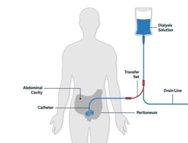 Dialysis
Solution
Transfer
Set
Abdominal
Cavity
Drain Line
Catheter
Peritoneum